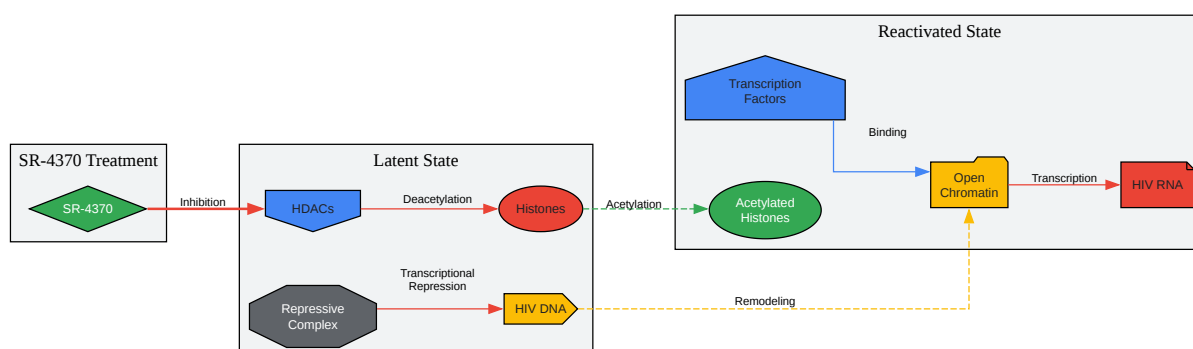 Reactivated State
Transcription
Factors
Binding
SR-4370 Treatment
Latent State
SR-4370
Inhibition
HDACs
Deacetylation
Histones
Acetylation
Acetylated
Histones
Open
Chromatin
Transcription
HIV RNA
Repressive
Complex
Transcriptional
Repression
HIV DNA
Remodeling